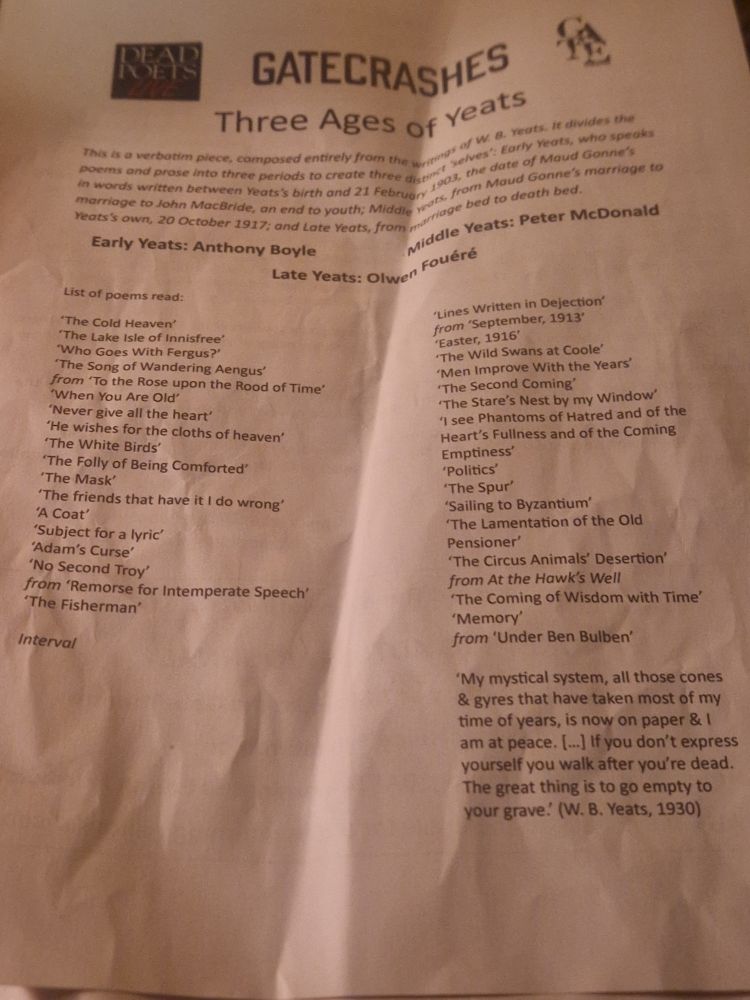 DEAD
POETS
LIVE
GATECRASHES
GATE
Three Ages of Yeats
This is a verbatim piece, composed entirely from the writings of W. B. Yeats. It divides the
poems and prose into three periods to create three distinct 'selves': Early Yeats, who speaks
in words written between Yeats's birth and 21 February 1903, the date of Maud Gonne's
marriage to John MacBride, an end to youth; Middle Yeats, from Maud Gonne's marriage to
Yeats's own, 20 October 1917; and Late Yeats, from marriage bed to death bed.
Early Yeats: Anthony Boyle
Middle Yeats: Peter McDonald
Late Yeats: Olwen Fouéré
List of poems read:
'The Cold Heaven'
'The Lake Isle of Innisfree'
'Who Goes With Fergus?'
'The Song of Wandering Aengus'
from 'To the Rose upon the Rood of Time'
'When You Are Old'
'Never give all the heart'
'He wishes for the cloths of heaven'
'The White Birds'
'The Folly of Being Comforted'
'The Mask'
'The friends that have it I do wrong'
'A Coat'
'Subject for a lyric'
'Adam's Curse'
'No Second Troy'
from 'Remorse for Intemperate Speech'
'The Fisherman'
Interval
'Lines Written in Dejection'
from 'September, 1913'
'Easter, 1916'
'The Wild Swans at Coole'
'Men Improve With the Years'
'The Second Coming'
'The Stare's Nest by my Window'
'I see Phantoms of Hatred and of the
Heart's Fullness and of the Coming
Emptiness'
'Politics'
'The Spur'
'Sailing to Byzantium'
'The Lamentation of the Old
Pensioner'
'The Circus Animals' Desertion'
from At the Hawk's Well
'The Coming of Wisdom with Time'
'Memory'
from 'Under Ben Bulben'
'My mystical system, all those cones
& gyres that have taken most of my
time of years, is now on paper & I
am at peace. [...] If you don't express
yourself you walk after you're dead.
The great thing is to go empty to
your grave.' (W. B. Yeats, 1930)